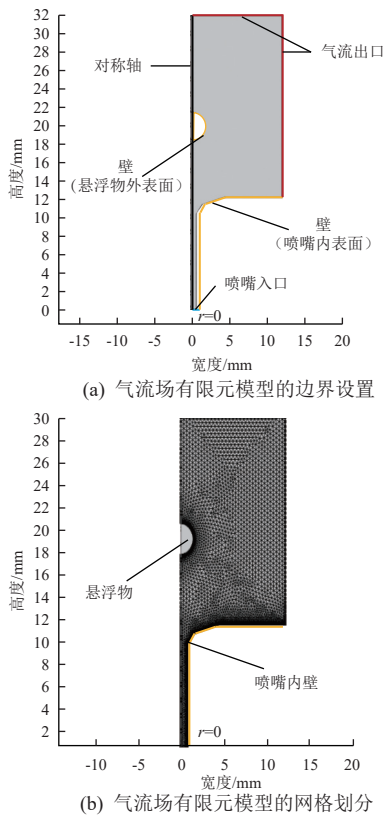 32
30
28
26
24
22
20
18
16
14
12
10
8
6
4
2
0
高度/mm
对称轴
气流出口
壁
（悬浮物外表面）
壁
（喷嘴内表面）
喷嘴入口
r=0
-15 -10 -5 0 5 10 15 20
宽度/mm
(a) 气流场有限元模型的边界设置
30
28
26
24
22
20
18
16
14
12
10
8
6
4
2
高度/mm
悬浮物
喷嘴内壁
r=0
-10 -5 0 5 10 15 20
宽度/mm
(b) 气流场有限元模型的网格划分